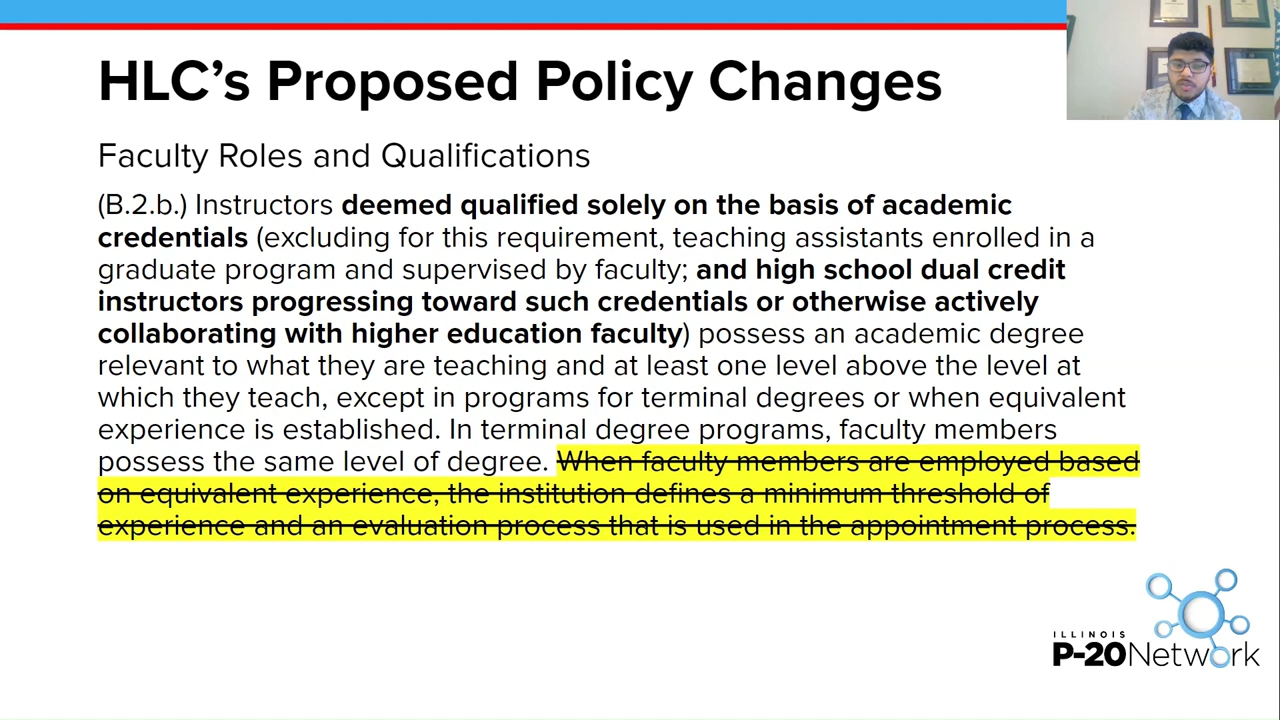 HLC’s Proposed Policy Changes
Faculty Roles and Qualifications
(B.2.b.) Instructors deemed qualified solely on the basis of academic
credentials (excluding for this requirement, teaching assistants enrolled in a
graduate program and supervised by faculty; and high school dual credit
instructors progressing toward such credentials or otherwise actively
collaborating with higher education faculty) possess an academic degree
relevant to what they are teaching and at least one level above the level at
which they teach, except in programs for terminal degrees or when equivalent
experience is established. In terminal degree programs, faculty members
possess the same level of degree. When faculty members are employed based
on equivalent experience, the institution defines a minimum threshold of
experience and an evaluation process that is used in the appointment process.
ILLINOIS
P-20Network